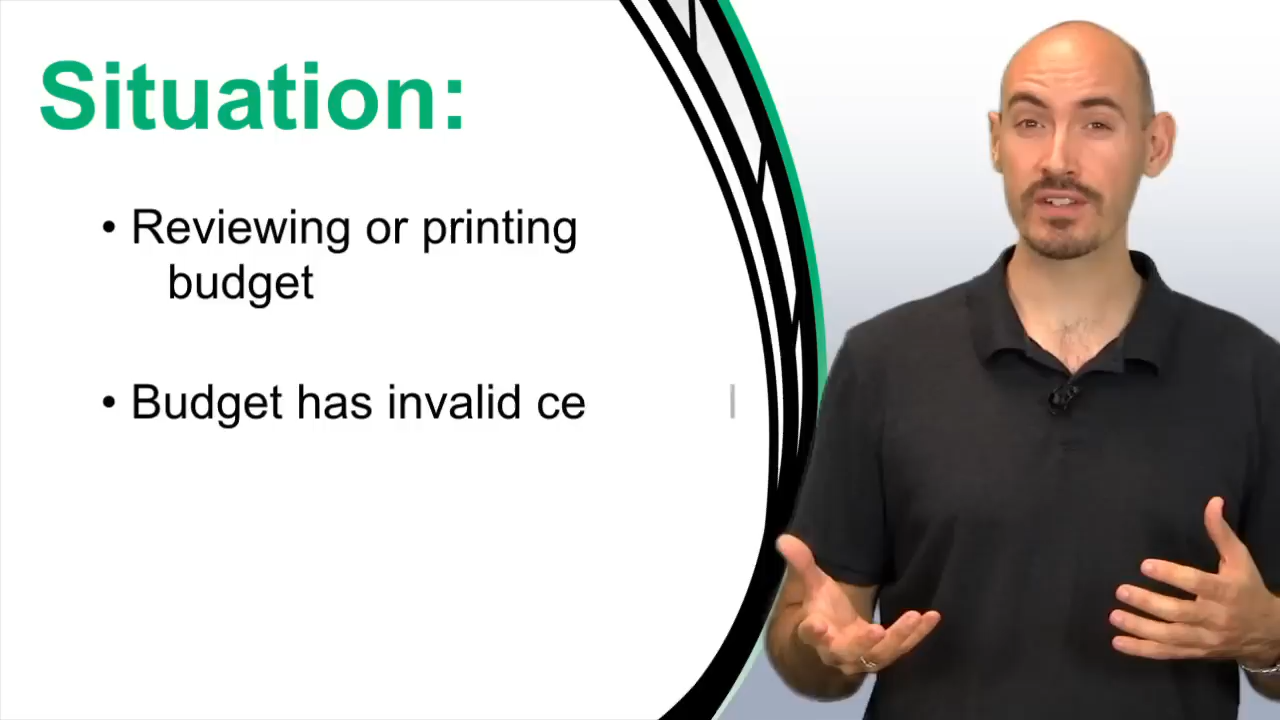 Situation:
• Reviewing or printing
budget
• Budget has invalid ce l